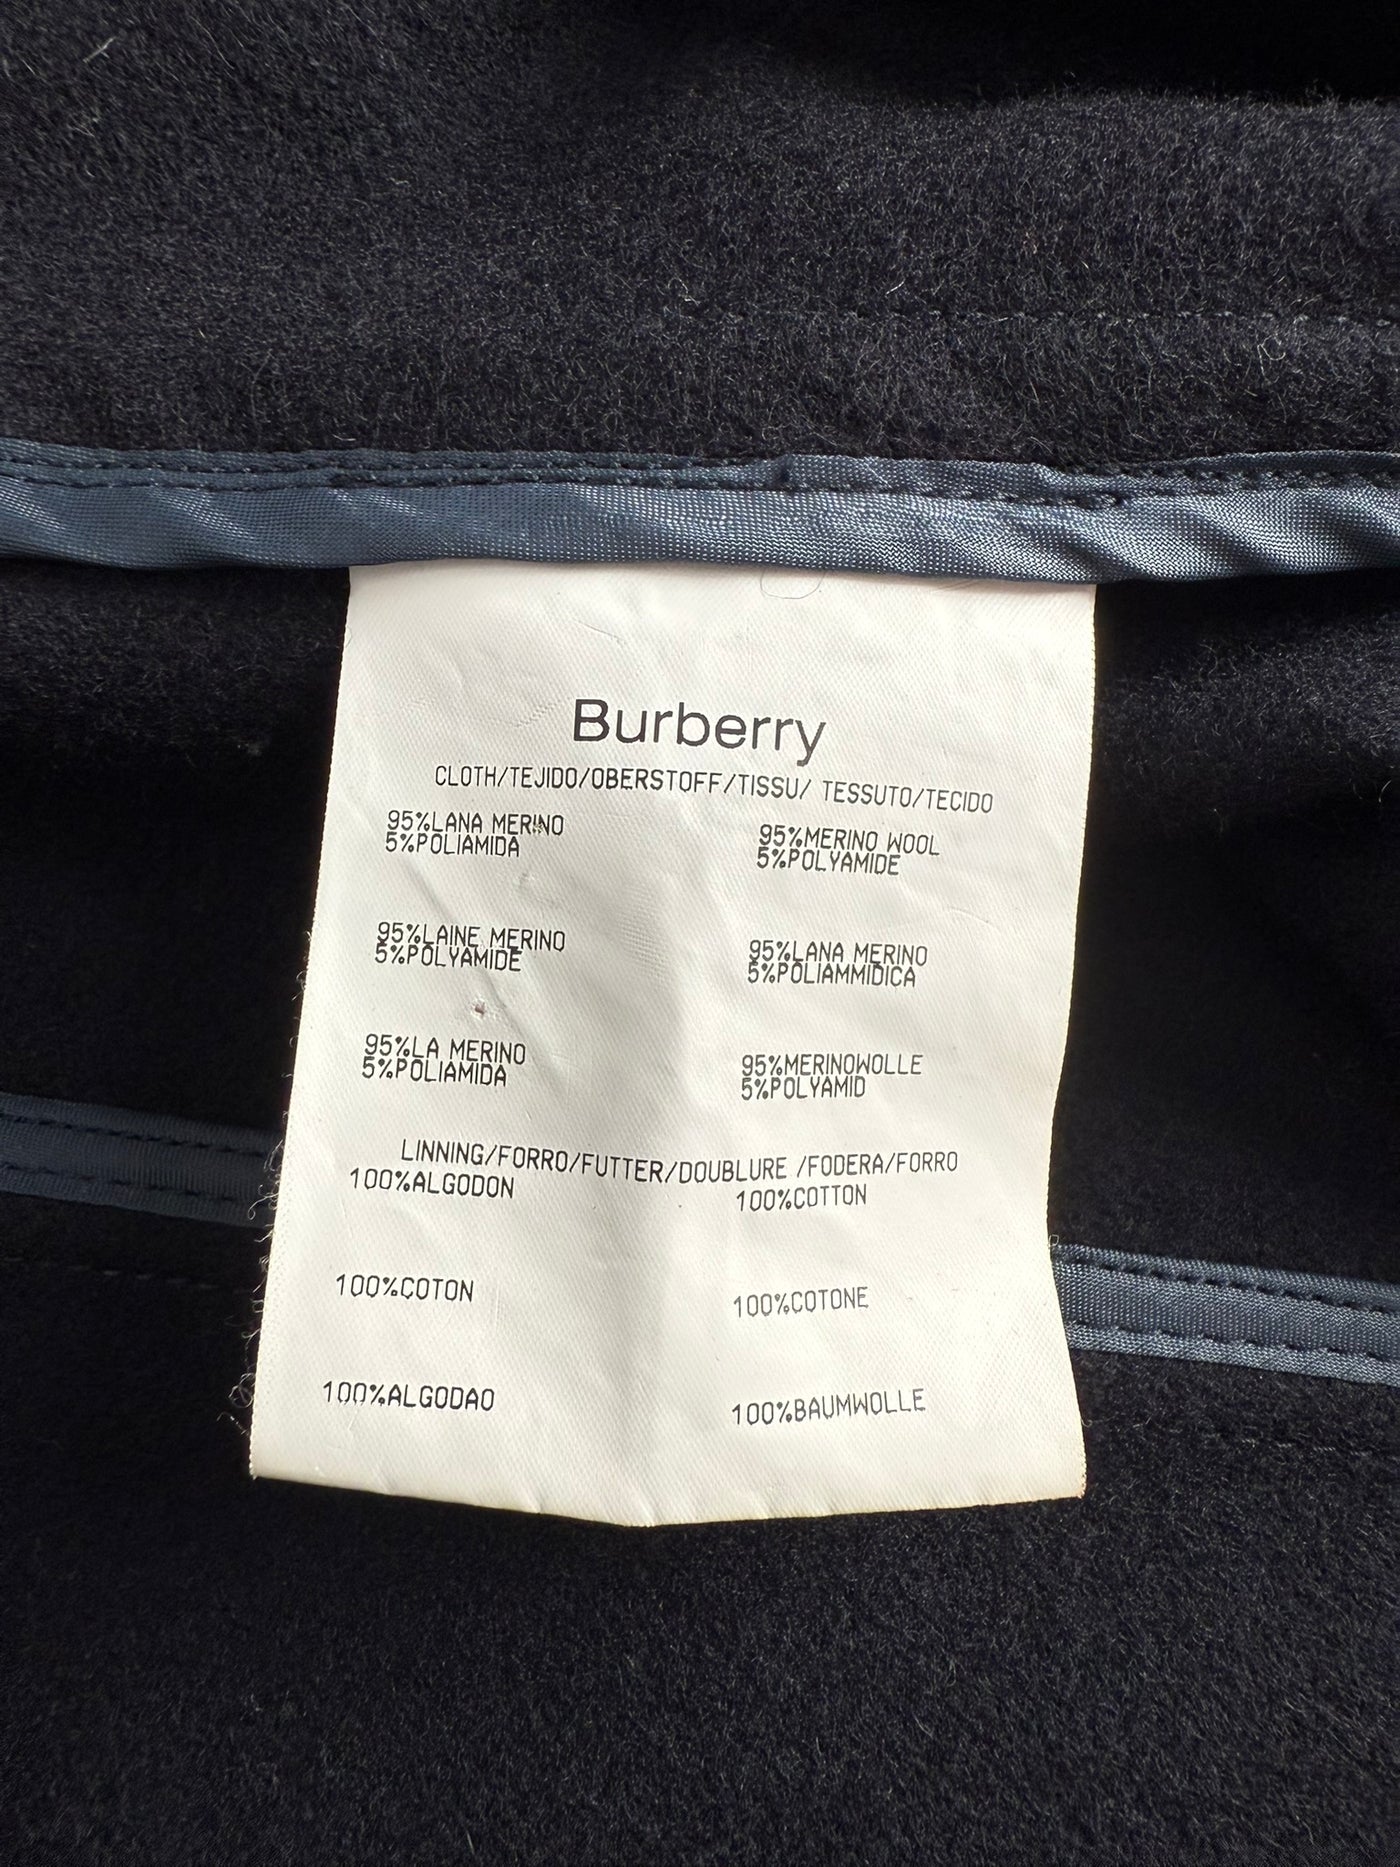 Burberry
CLOTH/TEJIDO/OBERSTOFF/TISSU/ TESSUTO/TECIDO
95%LANA MERINO
5%POLIAMIDA
95%MERINO WOOL
5%POLYAMIDE
95%LAINE MERINO
5%POLYAMIDE
95%LANA MERINO
5%POLIAMMIDICA
95%LA MERINO
5%POLIAMIDA
95%MERINOWOLLE
5%POLYAMID
LINNING/FORRO/FUTTER/DOUBLURE /FODERA/FORRO
100%ALGODON
100%COTTON
100%COTON
100%COTONE
100%ALGODAO
100%BAUMWOLLE